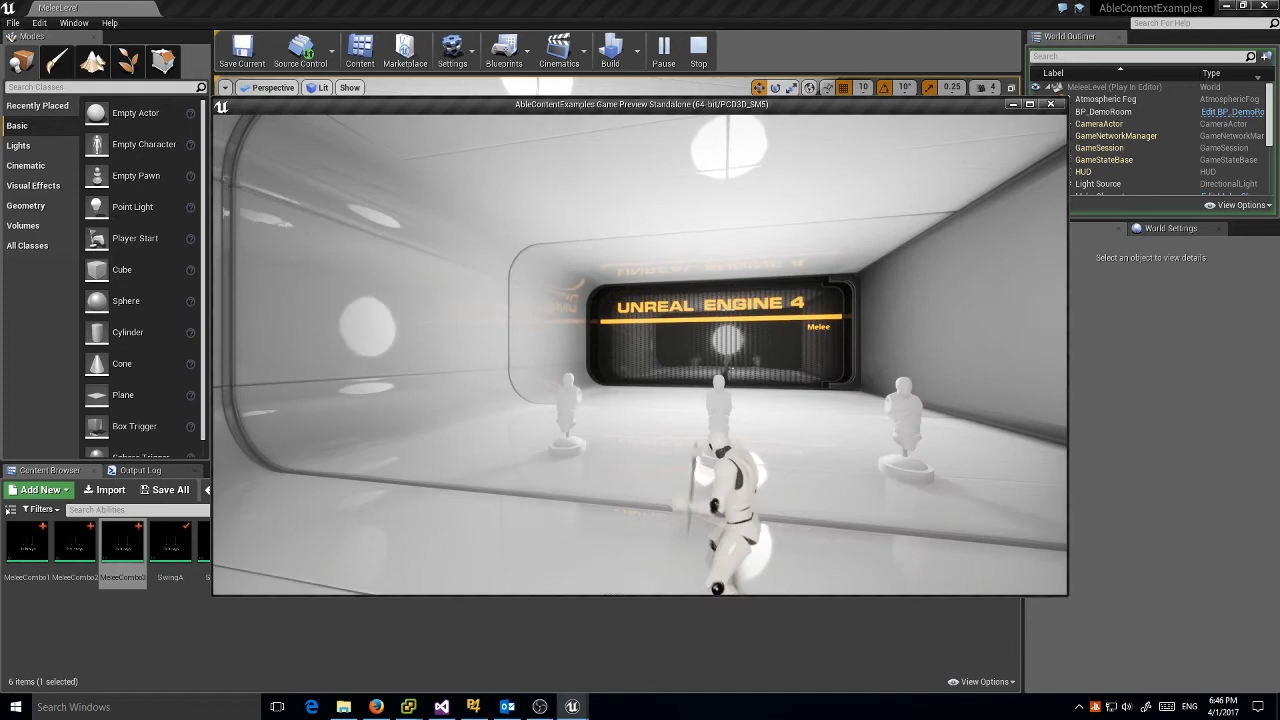 MeleeLevel
AbleContentExamples
File Edit Window Help
Search For Help
Modes
Search Classes
Recently Placed
Basic
Lights
Cinematic
Visual Effects
Geometry
Volumes
All Classes
Empty Actor
Empty Character
Empty Pawn
Point Light
Player Start
Cube
Sphere
Cylinder
Cone
Plane
Box Trigger
Save Current
Source Control
Content
Marketplace
Settings
Blueprints
Cinematics
Build
Pause
Stop
Perspective
Lit
Show
10
10°
0.25
4
AbleContentExamples Game Preview Standalone (64-bit/PCD3D_SM5)
UNREAL ENGINE 4
Melee
World Outliner
Search...
Label Type
MeleeLevel (Play In Editor) World
Atmospheric Fog AtmosphericFog
BP_DemoRoom Edit BP_DemoRo
CameraActor CameraActor
GameNetworkManager GameNetworkMar
GameSession GameSession
GameStateBase GameStateBase
HUD HUD
Light Source DirectionalLight
View Options
World Settings
Select an object to view details.
Content Browser
Output Log
Add New
Import
Save All
Filters
Search Abilities
MeleeCombo1
MeleeCombo2
MeleeCombo3
SwingA
6 items (1 selected)
View Options
Search Windows
ENG
6:46 PM
4/1/2017